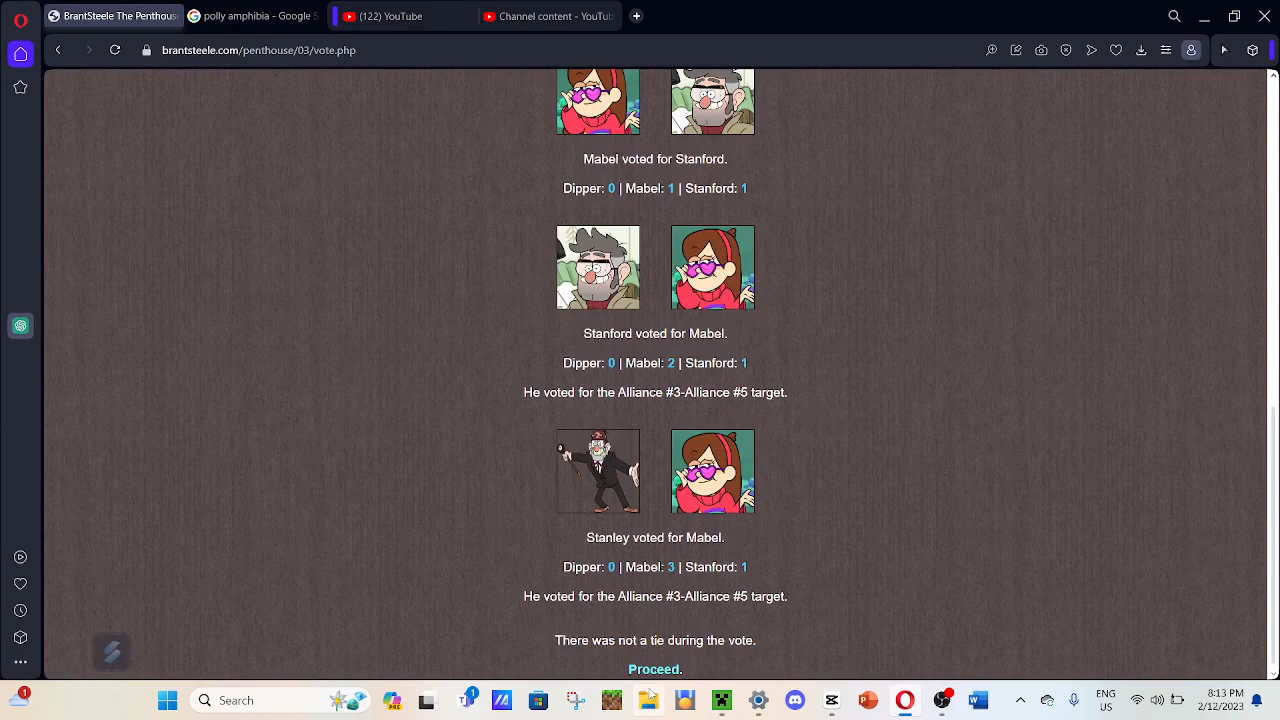 BrantSteele The Penthouse
polly amphibia - Google S
(122) YouTube
Channel content - YouTu
brantsteele.com/penthouse/03/vote.php
Mabel voted for Stanford.
Dipper: 0 | Mabel: 1 | Stanford: 1
Stanford voted for Mabel.
Dipper: 0 | Mabel: 2 | Stanford: 1
He voted for the Alliance #3-Alliance #5 target.
Stanley voted for Mabel.
Dipper: 0 | Mabel: 3 | Stanford: 1
He voted for the Alliance #3-Alliance #5 target.
There was not a tie during the vote.
Proceed.
1
Search
PRE
1
ENG
US
8:13 PM
2/12/2023